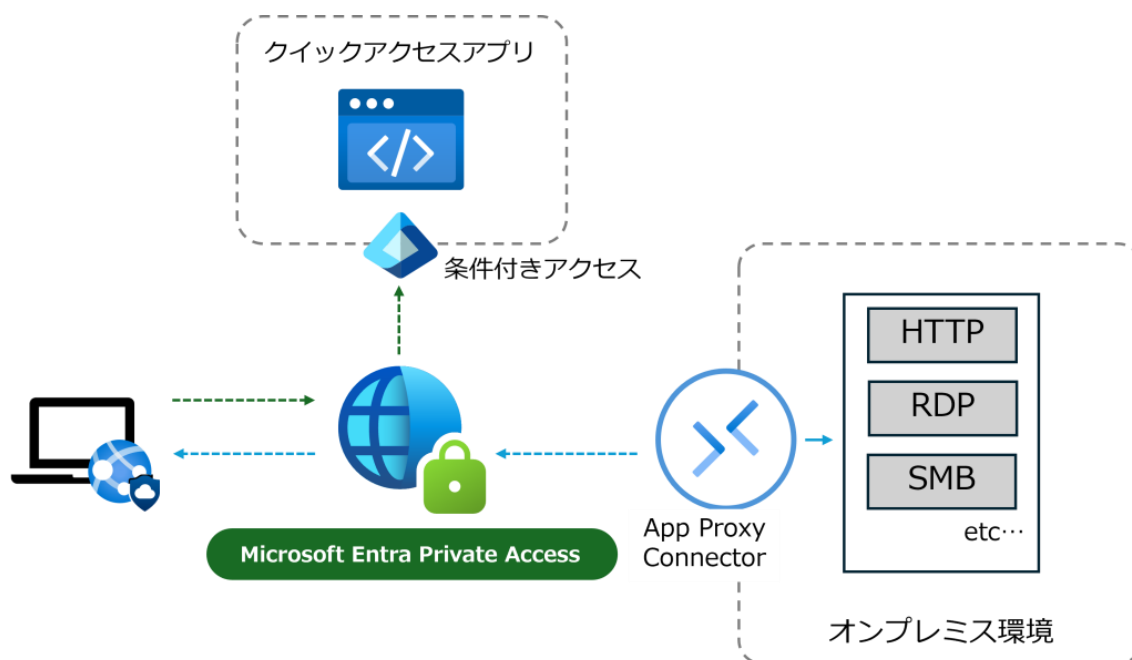 クイックアクセスアプリ
</>
条件付きアクセス
HTTP
RDP
SMB
etc…
App Proxy
Connector
Microsoft Entra Private Access
オンプレミス環境